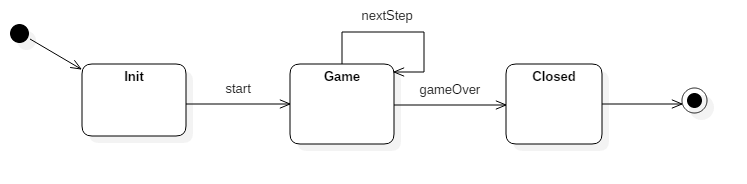 nextStep
Init
Game
Closed
start
gameOver